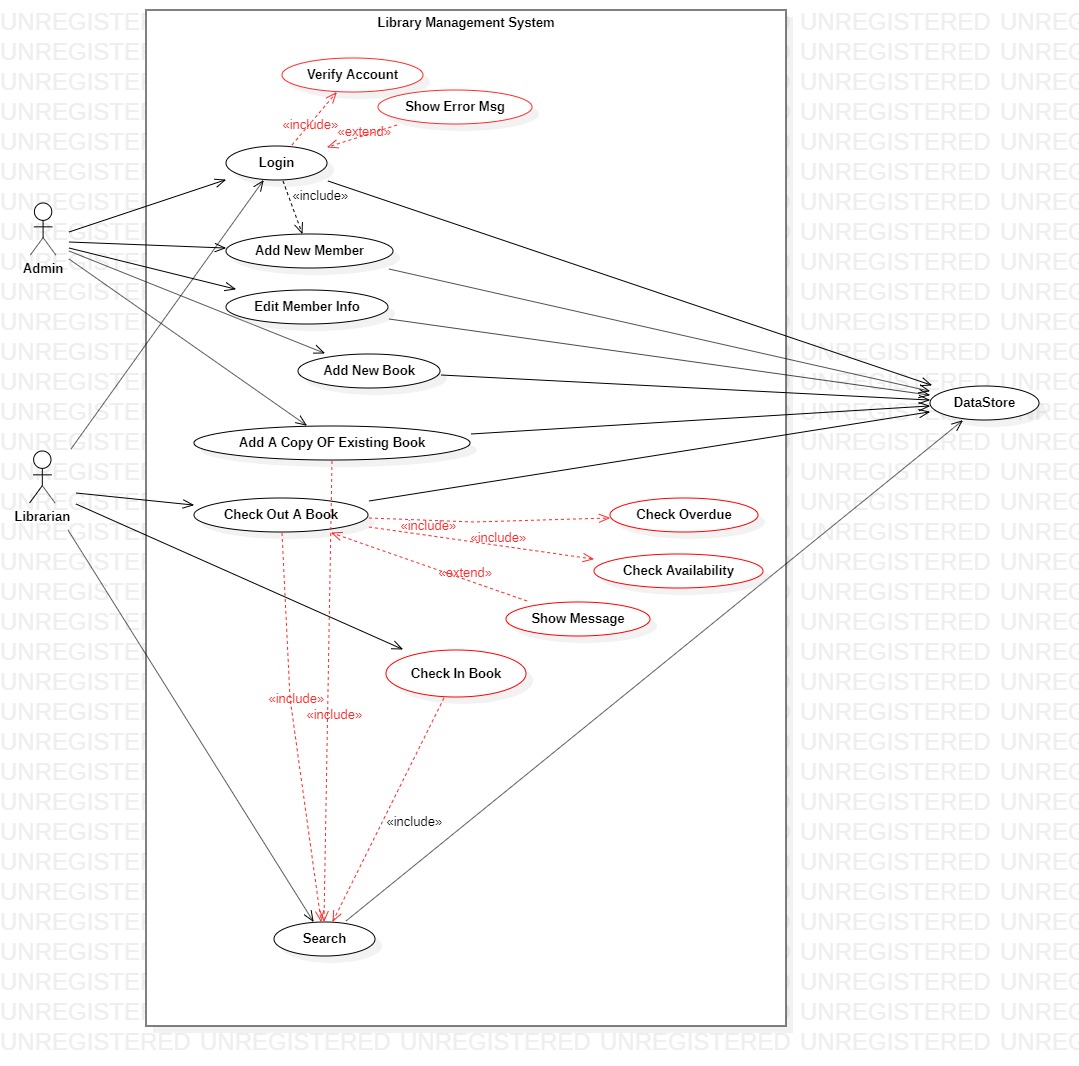 Library Management System
Verify Account
Show Error Msg
«include»
«extend»
Login
«include»
Admin
Add New Member
Edit Member Info
Add New Book
DataStore
Add A Copy OF Existing Book
Librarian
Check Out A Book
Check Overdue
«include»
«include»
Check Availability
«extend»
Show Message
Check In Book
«include»
«include»
«include»
Search
UNREGISTERED UNREGISTERED UNREGISTERED UNREGISTERED UNREGISTERED UNREG